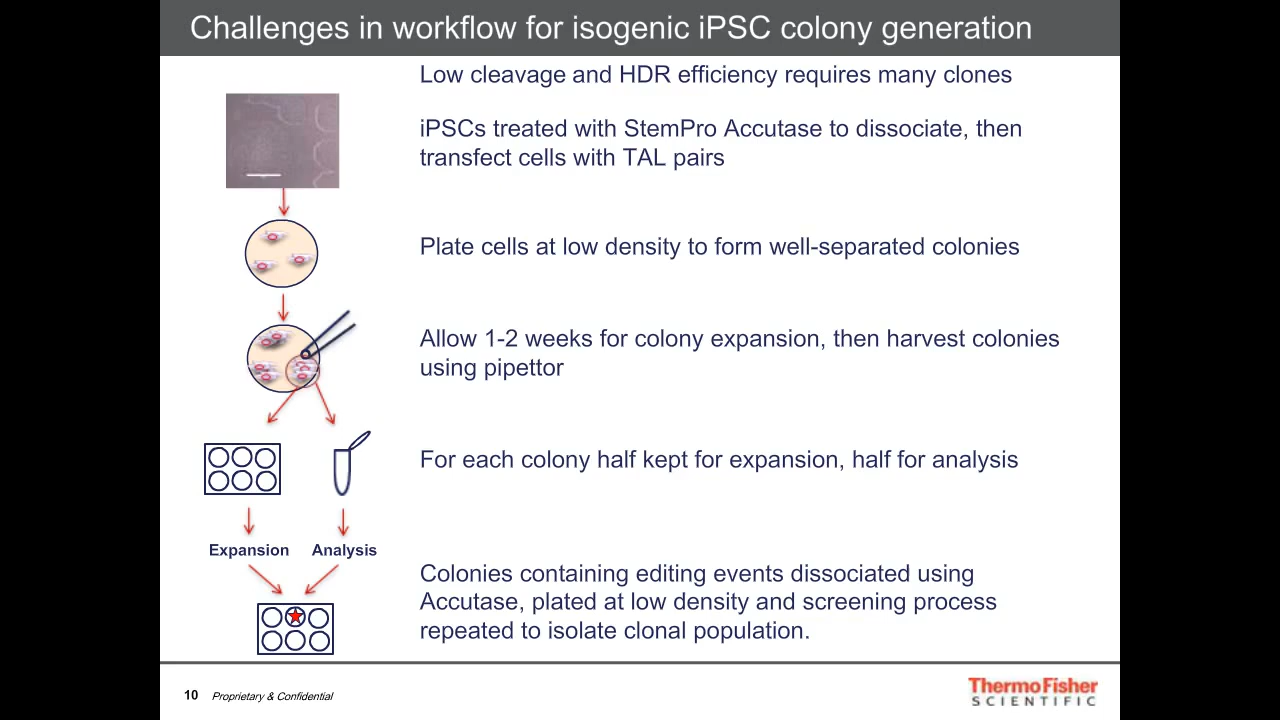 Challenges in workflow for isogenic iPSC colony generation
Low cleavage and HDR efficiency requires many clones
iPSCs treated with StemPro Accutase to dissociate, then
transfect cells with TAL pairs
Plate cells at low density to form well-separated colonies
Allow 1-2 weeks for colony expansion, then harvest colonies
using pipettor
For each colony half kept for expansion, half for analysis
Expansion
Analysis
Colonies containing editing events dissociated using
Accutase, plated at low density and screening process
repeated to isolate clonal population.
10 Proprietary & Confidential
ThermoFisher
SCIENTIFIC